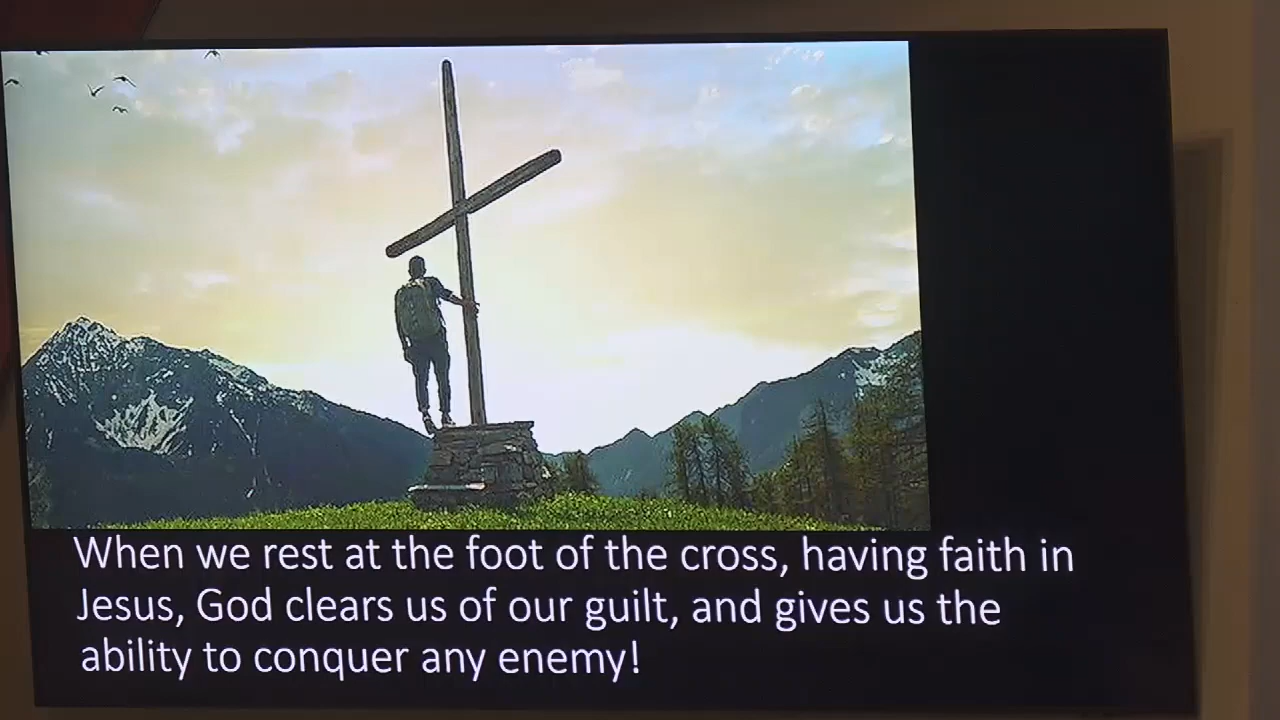 When we rest at the foot of the cross, having faith in
Jesus, God clears us of our guilt, and gives us the
ability to conquer any enemy!